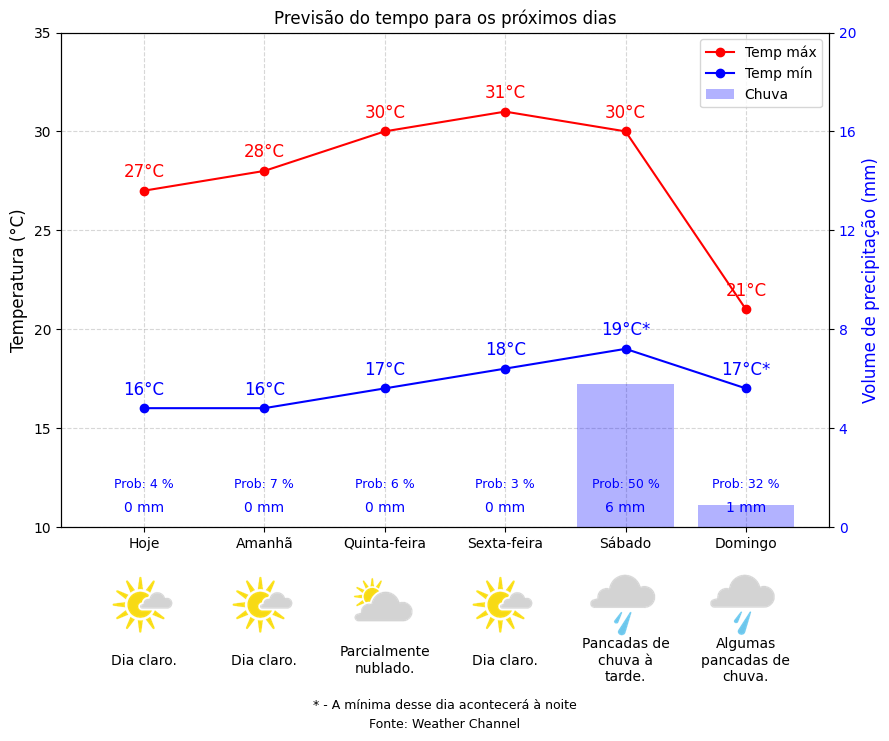 Previsão do tempo para os próximos dias
35
30
25
20
15
10
Temperatura (°C)
20
16
12
8
4
0
Volume de precipitação (mm)
Temp máx
Temp mín
Chuva
27°C
28°C
30°C
31°C
30°C
21°C
16°C
16°C
17°C
18°C
19°C*
17°C*
Prob: 4 %
Prob: 7 %
Prob: 6 %
Prob: 3 %
Prob: 50 %
Prob: 32 %
0 mm
0 mm
0 mm
0 mm
6 mm
1 mm
Hoje
Amanhã
Quinta-feira
Sexta-feira
Sábado
Domingo
Dia claro.
Dia claro.
Parcialmente
nublado.
Dia claro.
Pancadas de
chuva à
tarde.
Algumas
pancadas de
chuva.
* - A mínima desse dia acontecerá à noite
Fonte: Weather Channel